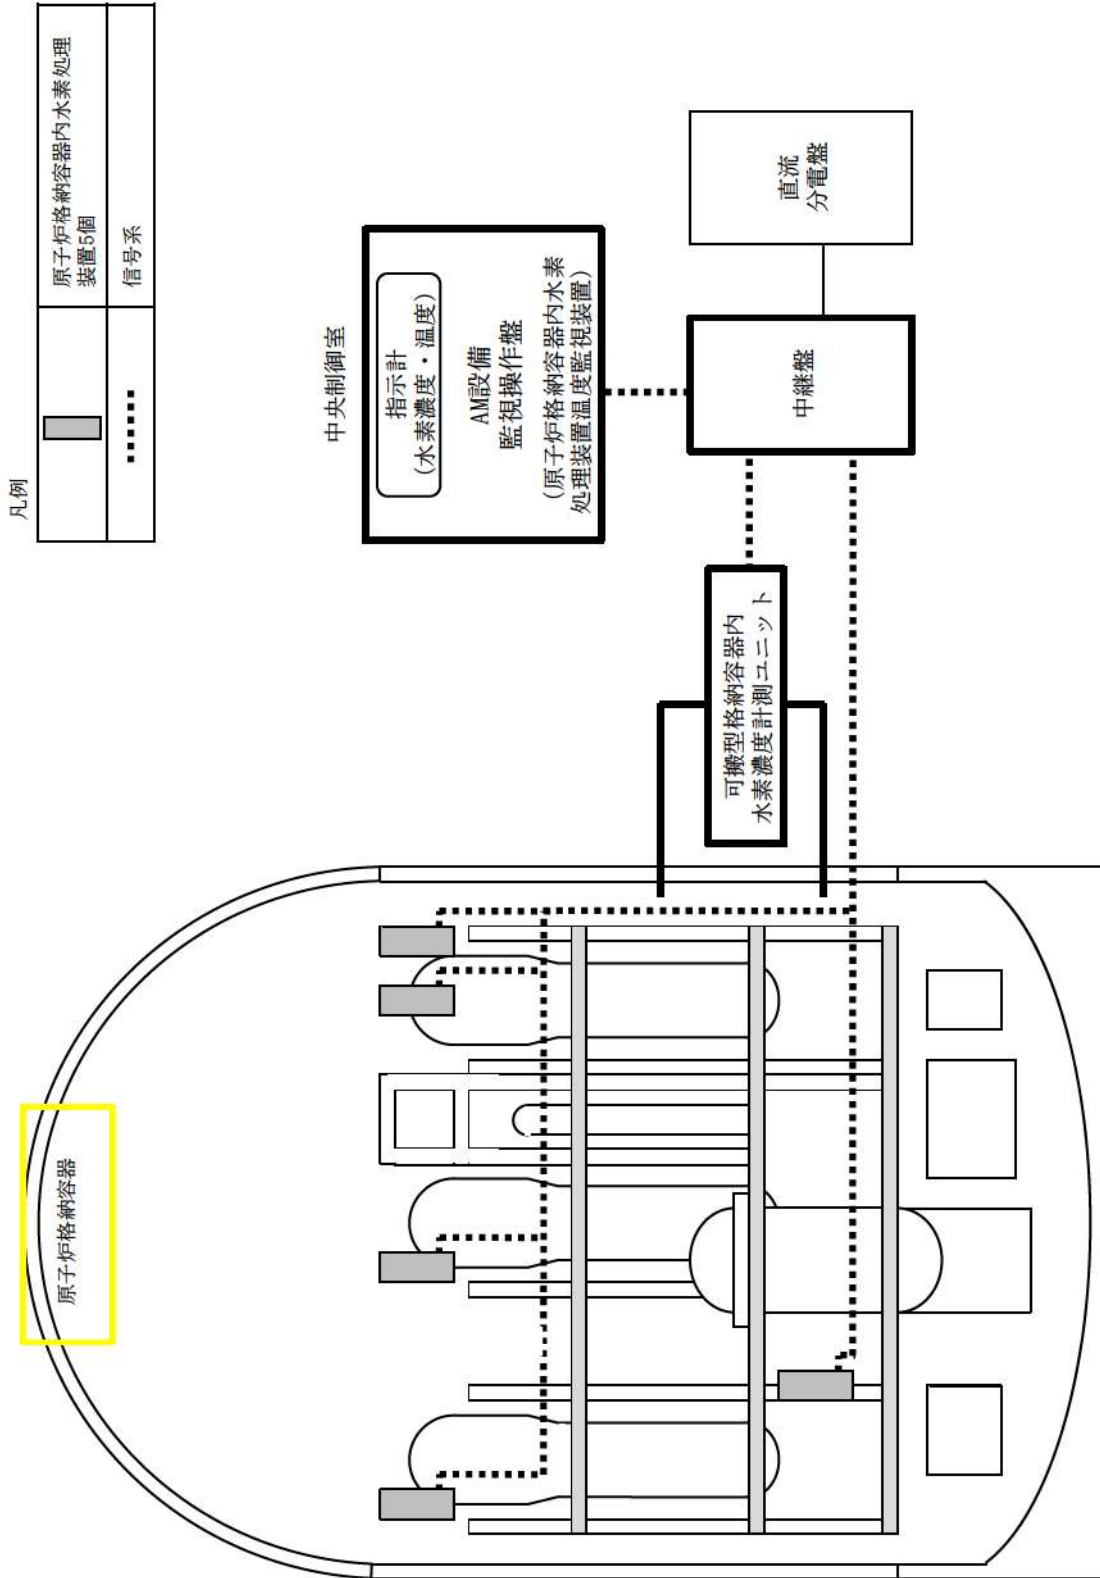 凡例
原子炉格納容器内水素処理
装置5個
信号系
中央制御室
指示計
(水素濃度・温度)
AM設備
監視操作盤
(原子炉格納容器内水素
処理装置温度監視装置)
直流
分電盤
中継盤
可搬型格納容器内
水素濃度計測ユニット
原子炉格納容器